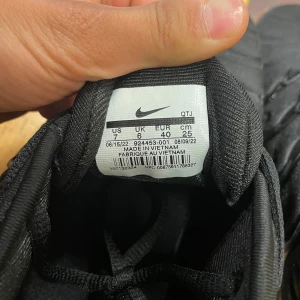 QTJ
US UK EUR cm
7 6 40 25
06/15/22 924453-001 08/09/22
MADE IN VIETNAM
FABRIQUE AU VIETNAM